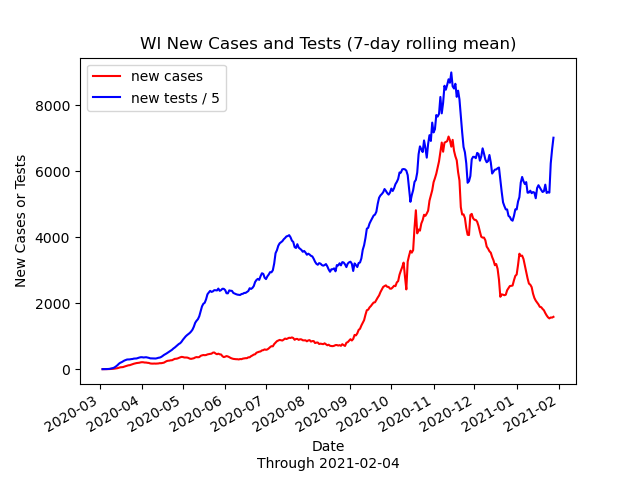 WI New Cases and Tests (7-day rolling mean)
new cases
new tests / 5
New Cases or Tests
8000
6000
4000
2000
0
2020-03
2020-04
2020-05
2020-06
2020-07
2020-08
2020-09
2020-10
2020-11
2020-12
2021-01
2021-02
Date
Through 2021-02-04